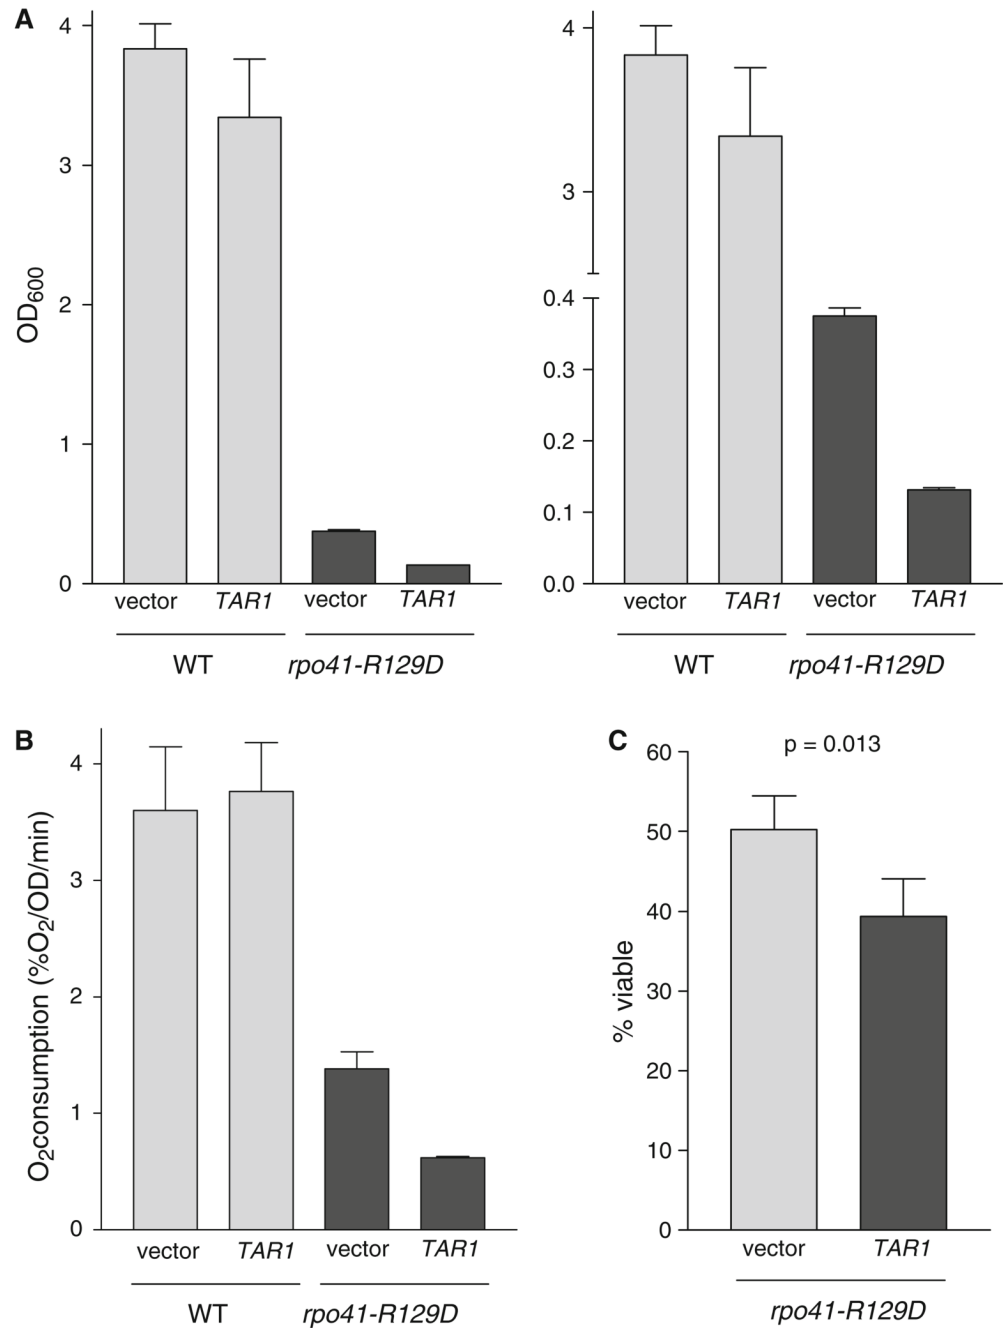 A
4
3
2
1
0
OD600
vector TAR1 vector TAR1
WT rpo41-R129D
4
3
0.4
0.3
0.2
0.1
0.0
vector TAR1 vector TAR1
WT rpo41-R129D
B
4
3
2
1
0
O2consumption (%O2/OD/min)
vector TAR1 vector TAR1
WT rpo41-R129D
C
p = 0.013
60
50
40
30
20
10
0
% viable
vector TAR1
rpo41-R129D